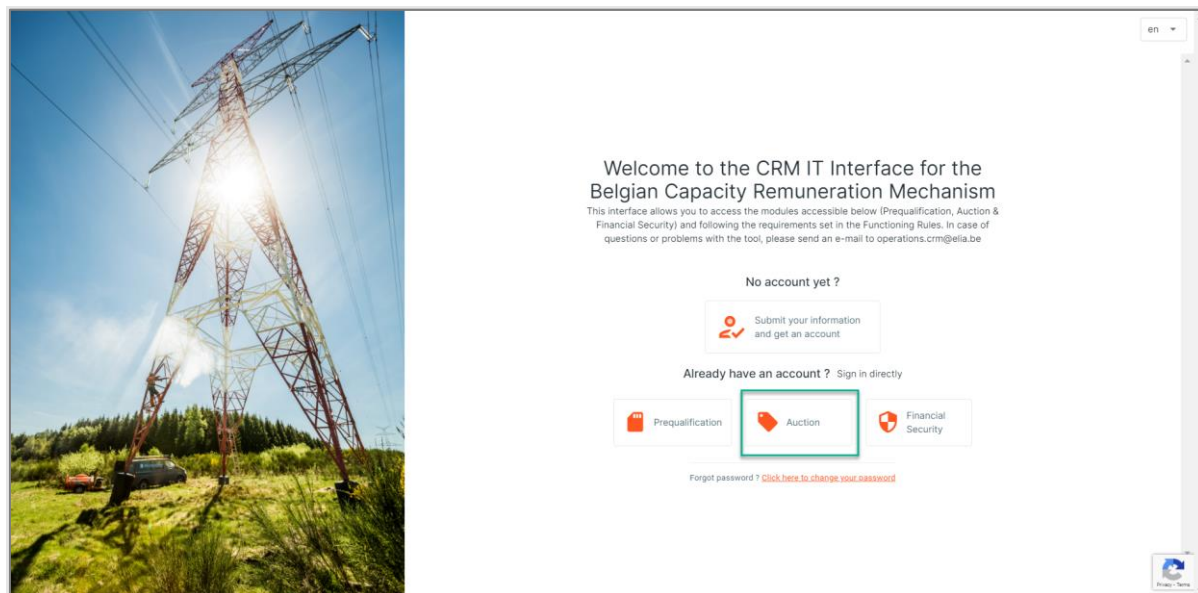 en
Welcome to the CRM IT Interface for the
Belgian Capacity Remuneration Mechanism
This interface allows you to access the modules accessible below (Prequalification, Auction &
Financial Security) and following the requirements set in the Functioning Rules. In case of
questions or problems with the tool, please send an e-mail to operations.crm@elia.be
No account yet ?
Submit your information
and get an account
Already have an account ? Sign in directly
Prequalification
Auction
Financial
Security
Forgot password ? Click here to change your password
Privacy - Terms